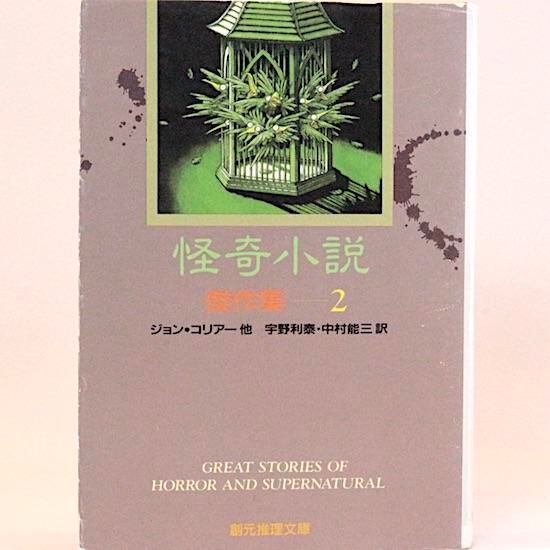 怪奇小説
傑作集——2
ジョン・コリアー他 宇野利泰・中村能三訳
GREAT STORIES OF
HORROR AND SUPERNATURAL
創元推理文庫